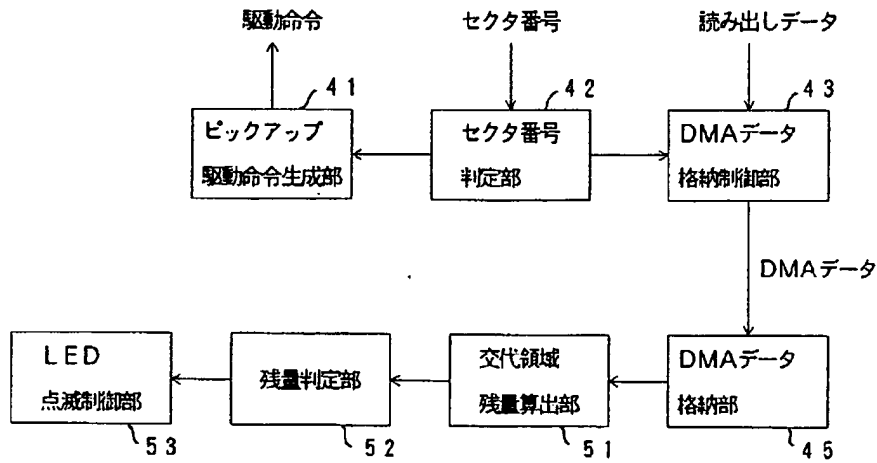 駆動命令
セクタ番号
読み出しデータ
41
42
43
ピックアップ
駆動命令生成部
セクタ番号
判定部
DMAデータ
格納制御部
DMAデータ
LED
点滅制御部
残量判定部
交代領域
残量算出部
DMAデータ
格納部
53
52
51
45